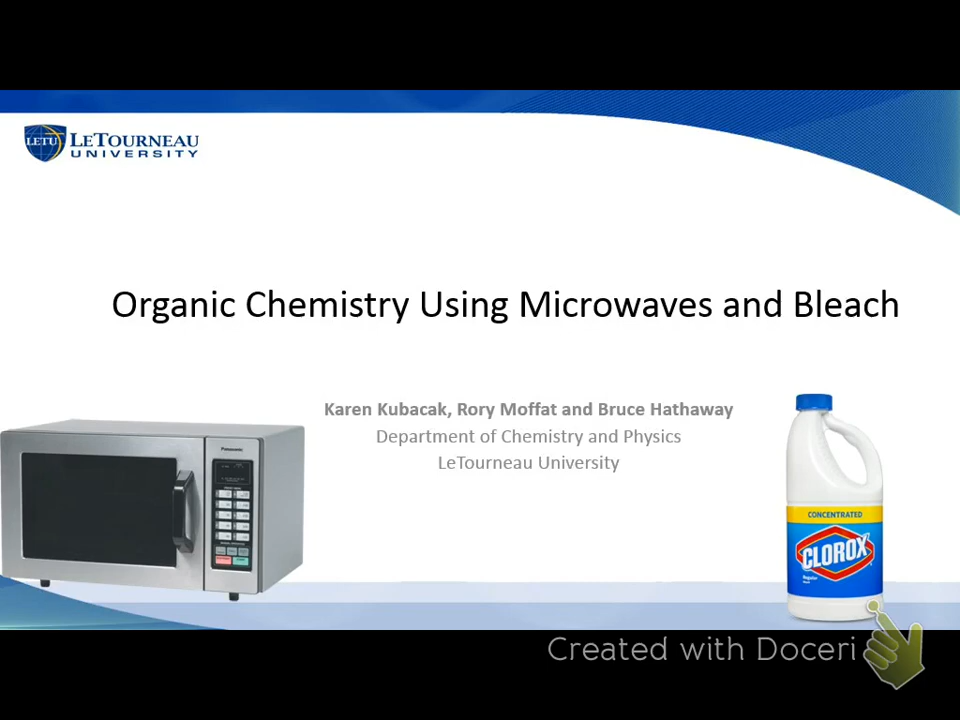 LETU LETOURNEAU
UNIVERSITY
Organic Chemistry Using Microwaves and Bleach
Karen Kubacak, Rory Moffat and Bruce Hathaway
Department of Chemistry and Physics
LeTourneau University
Panasonic
CONCENTRATED
CLOROX
Regular
Created with Doceri